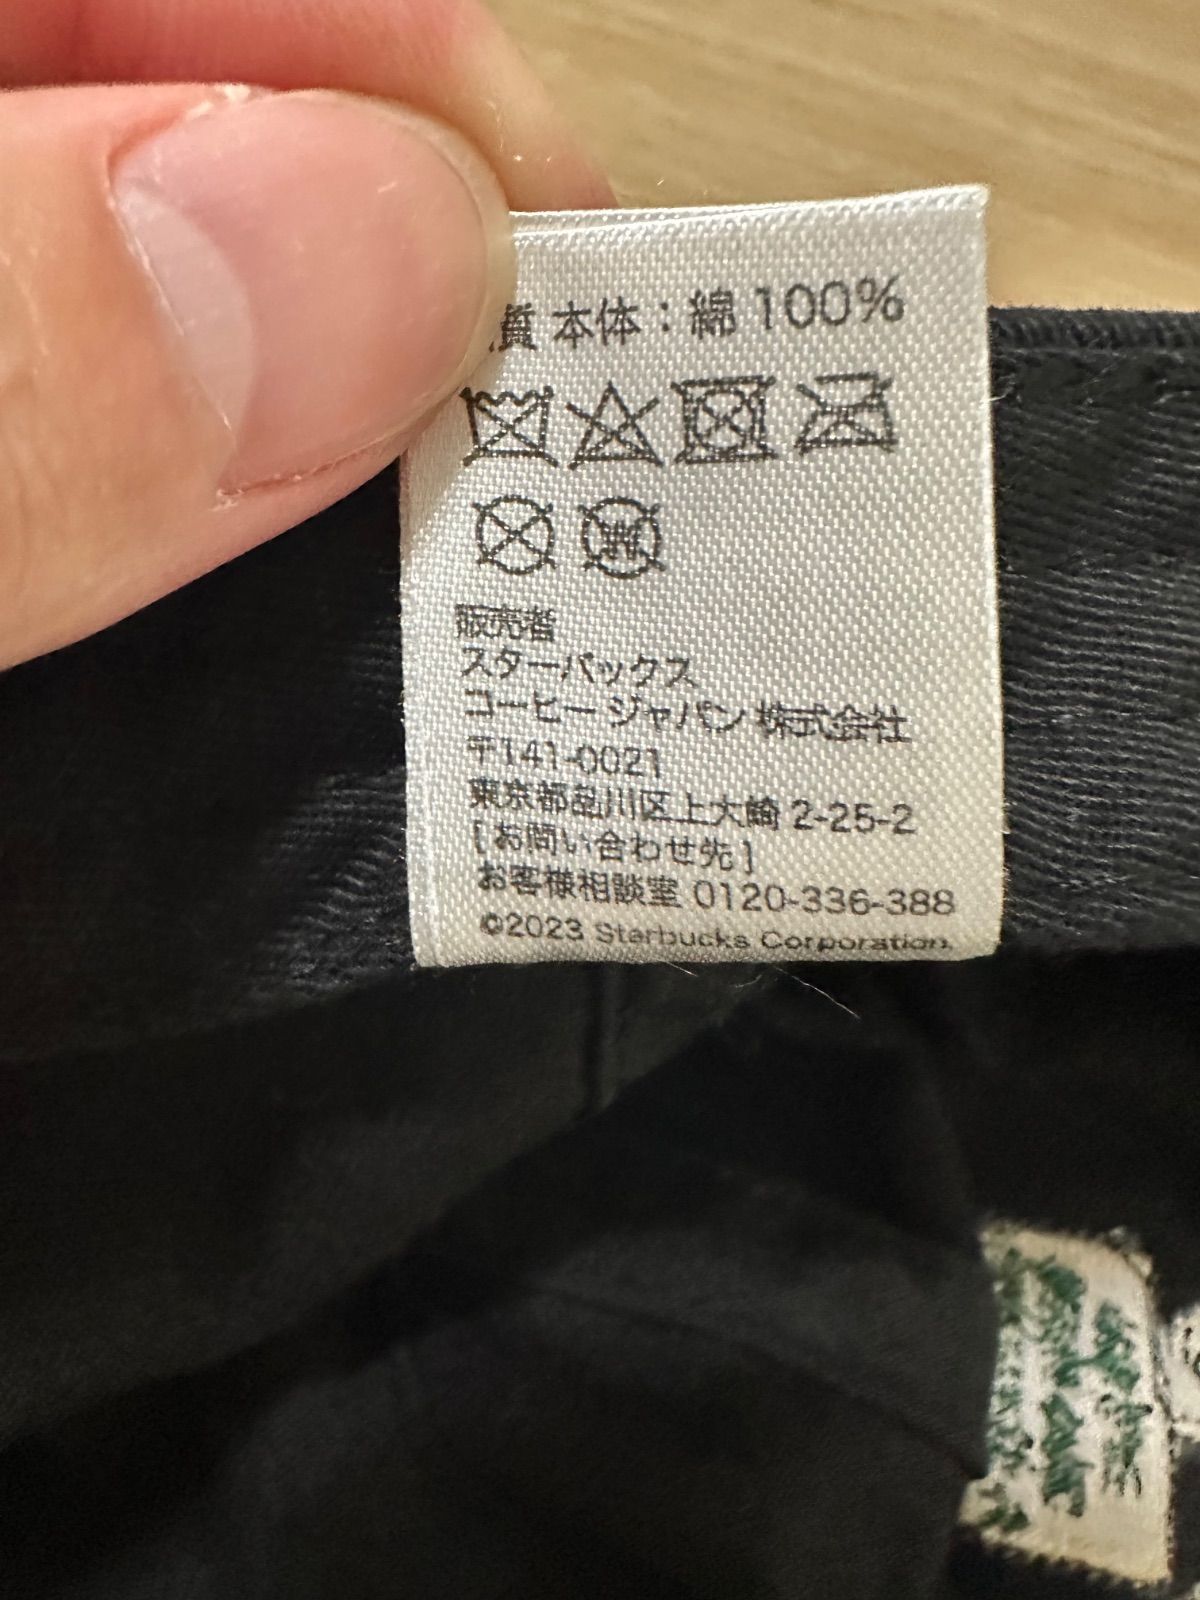 質 本体：綿 100%
販売者
スターバックス
コーヒー ジャパン 株式会社
〒141-0021
東京都品川区上大崎 2-25-2
[ お問い合わせ先 ]
お客様相談室 0120-336-388
©2023 Starbucks Corporation.